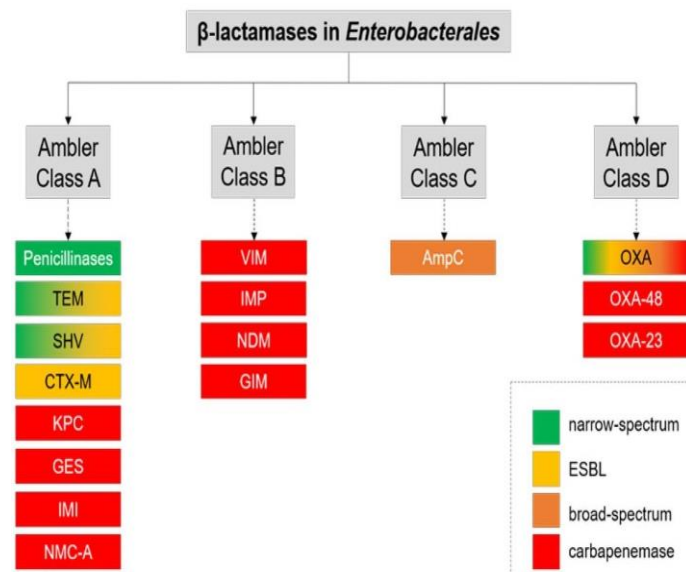 β-lactamases in Enterobacterales
Ambler
Class A
Ambler
Class B
Ambler
Class C
Ambler
Class D
Penicillinases
TEM
SHV
CTX-M
KPC
GES
IMI
NMC-A
VIM
IMP
NDM
GIM
AmpC
OXA
OXA-48
OXA-23
narrow-spectrum
ESBL
broad-spectrum
carbapenemase